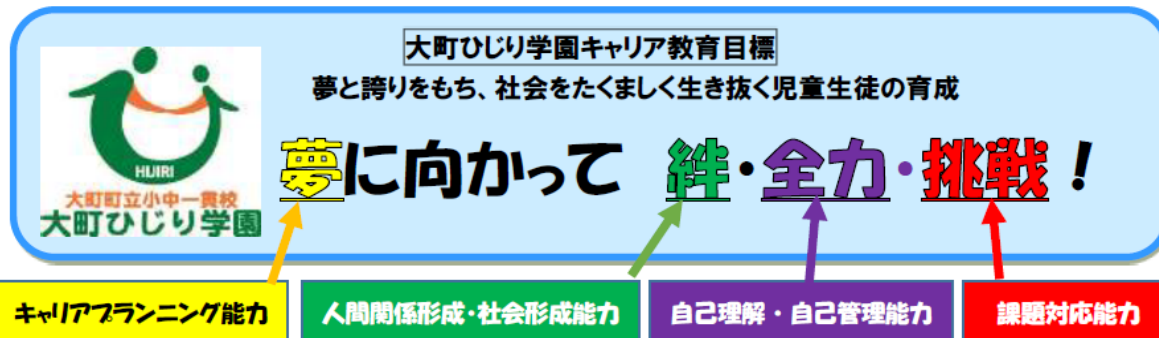 大町ひじり学園キャリア教育目標
夢と誇りをもち、社会をたくましく生き抜く児童生徒の育成
夢に向かって 絆・全力・挑戦！
HIJIRI
大町町立小中一貫校
大町ひじり学園
キャリアプランニング能力
人間関係形成・社会形成能力
自己理解・自己管理能力
課題対応能力